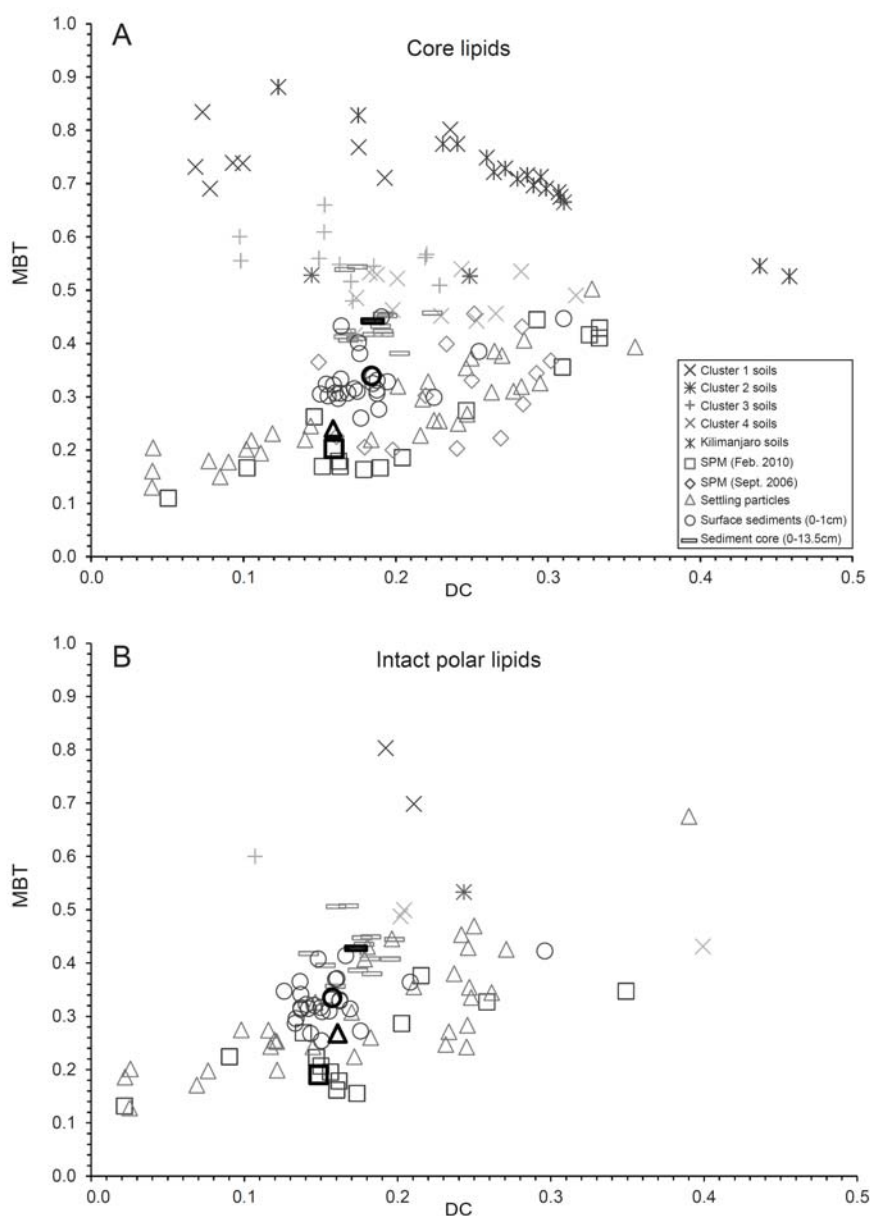 A
Core lipids
1.0
0.9
0.8
0.7
0.6
0.5
0.4
0.3
0.2
0.1
0.0
MBT
0.0 0.1 0.2 0.3 0.4 0.5
DC
Cluster 1 soils
Cluster 2 soils
Cluster 3 soils
Cluster 4 soils
Kilimanjaro soils
SPM (Feb. 2010)
SPM (Sept. 2006)
Settling particles
Surface sediments (0-1cm)
Sediment core (0-13.5cm)
B
Intact polar lipids
1.0
0.9
0.8
0.7
0.6
0.5
0.4
0.3
0.2
0.1
0.0
MBT
0.0 0.1 0.2 0.3 0.4 0.5
DC